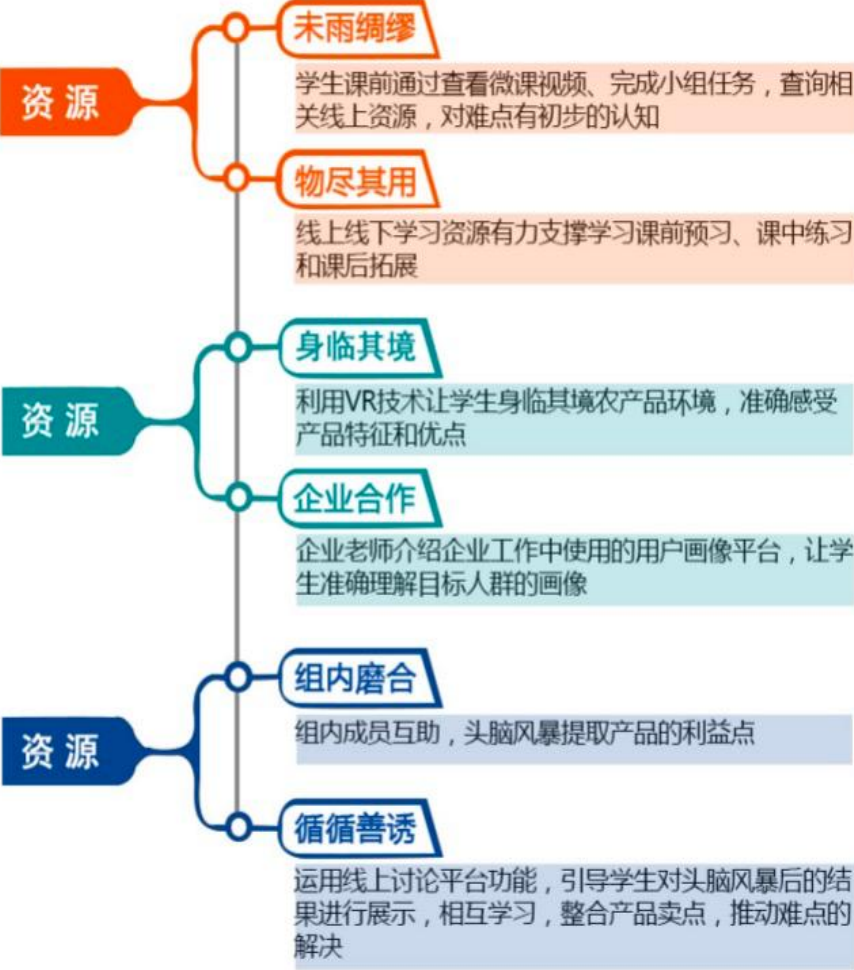 未雨绸缪
学生课前通过查看微课视频、完成小组任务，查询相
关线上资源，对难点有初步的认知
资源
物尽其用
线上线下学习资源有力支撑学习课前预习、课中练习
和课后拓展
身临其境
利用VR技术让学生身临其境农产品环境，准确感受
产品特征和优点
资源
企业合作
企业老师介绍企业工作中使用的用户画像平台，让学
生准确理解目标人群的画像
组内磨合
组内成员互助，头脑风暴提取产品的利益点
资源
循循善诱
运用线上讨论平台功能，引导学生对头脑风暴后的结
果进行展示，相互学习，整合产品卖点，推动难点的
解决